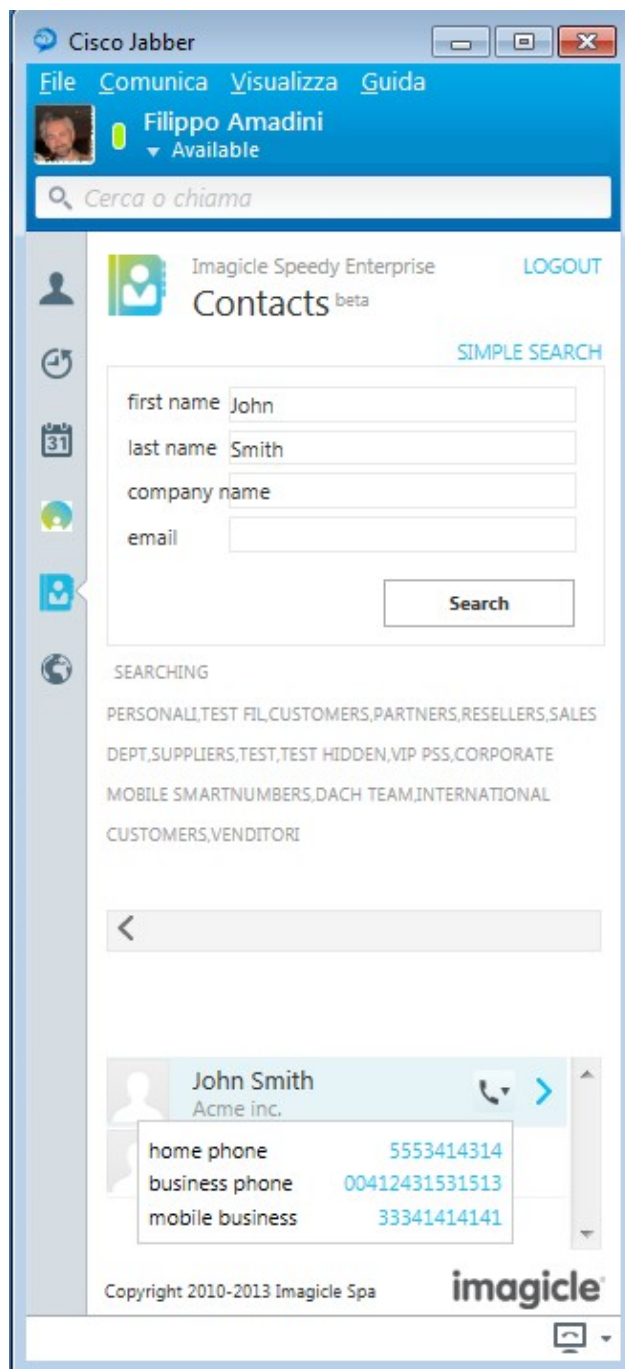 Cisco Jabber
File Comunica Visualizza Guida
Filippo Amadini
Available
Cerca o chiama
Imagicle Speedy Enterprise LOGOUT
Contacts beta
SIMPLE SEARCH
first name John
last name Smith
31
company name
email
Search
SEARCHING
PERSONALI,TEST FIL,CUSTOMERS,PARTNERS,RESELLERS,SALES
DEPT,SUPPLIERS,TEST,TEST HIDDEN,VIP PSS,CORPORATE
MOBILE SMARTNUMBERS,DACH TEAM,INTERNATIONAL
CUSTOMERS,VENDITORI
John Smith
Acme inc.
home phone 5553414314
business phone 00412431531513
mobile business 33341414141
Copyright 2010-2013 Imagicle Spa imagicle